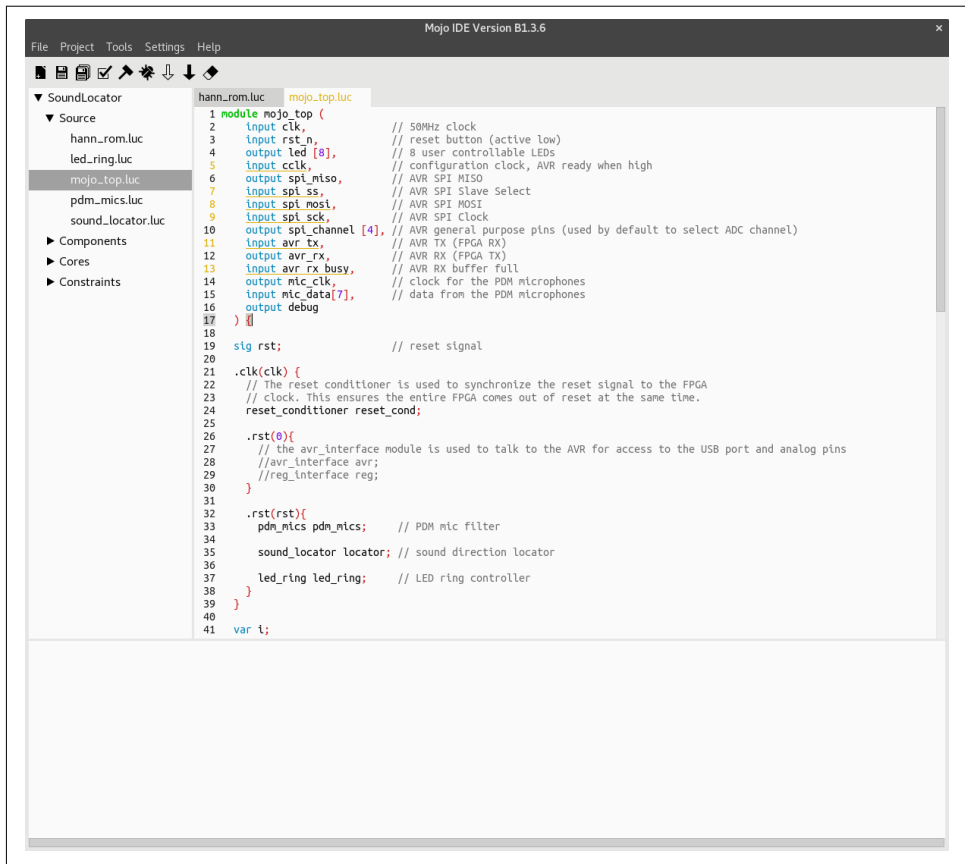 Mojo IDE Version B1.3.6 ×
File Project Tools Settings Help
▼ SoundLocator
▼ Source
hann_rom.luc
led_ring.luc
mojo_top.luc
pdm_mics.luc
sound_locator.luc
▶ Components
▶ Cores
▶ Constraints
hann_rom.luc mojo_top.luc
1 module mojo_top (
2 input clk, // 50MHz clock
3 input rst_n, // reset button (active low)
4 output led [8], // 8 user controllable LEDs
5 input cclk, // configuration clock, AVR ready when high
6 output spi_miso, // AVR SPI MISO
7 input spi_ss, // AVR SPI Slave Select
8 input spi_mosi, // AVR SPI MOSI
9 input spi_sck, // AVR SPI Clock
10 output spi_channel [4], // AVR general purpose pins (used by default to select ADC channel)
11 input avr_tx, // AVR TX (FPGA RX)
12 output avr_rx, // AVR RX (FPGA TX)
13 input avr_rx_busy, // AVR RX buffer full
14 output mic_clk, // clock for the PDM microphones
15 input mic_data[7], // data from the PDM microphones
16 output debug
17 ) {
18
19 sig rst; // reset signal
20
21 .clk(clk) {
22 // The reset conditioner is used to synchronize the reset signal to the FPGA
23 // clock. This ensures the entire FPGA comes out of reset at the same time.
24 reset_conditioner reset_cond;
25
26 .rst(0){
27 // the avr_interface module is used to talk to the AVR for access to the USB port and analog pins
28 //avr_interface avr;
29 //reg_interface reg;
30 }
31
32 .rst(rst){
33 pdm_mics pdm_mics; // PDM mic filter
34
35 sound_locator locator; // sound direction locator
36
37 led_ring led_ring; // LED ring controller
38 }
39 }
40
41 var i;